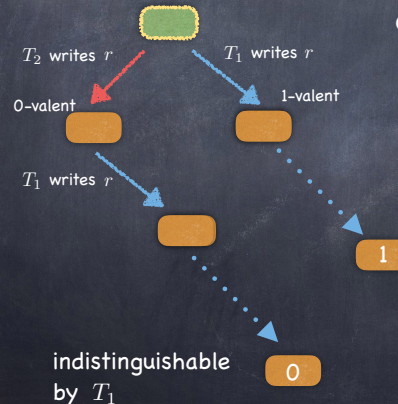 T₂ writes r
T₁ writes r
0-valent
1-valent
T₁ writes r
1
0
indistinguishable
by T₁